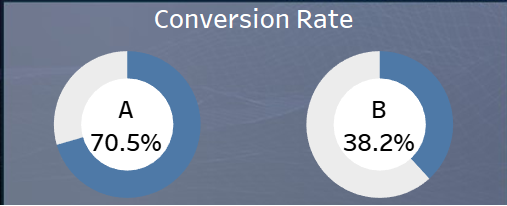 Conversion Rate
A
70.5%
B
38.2%